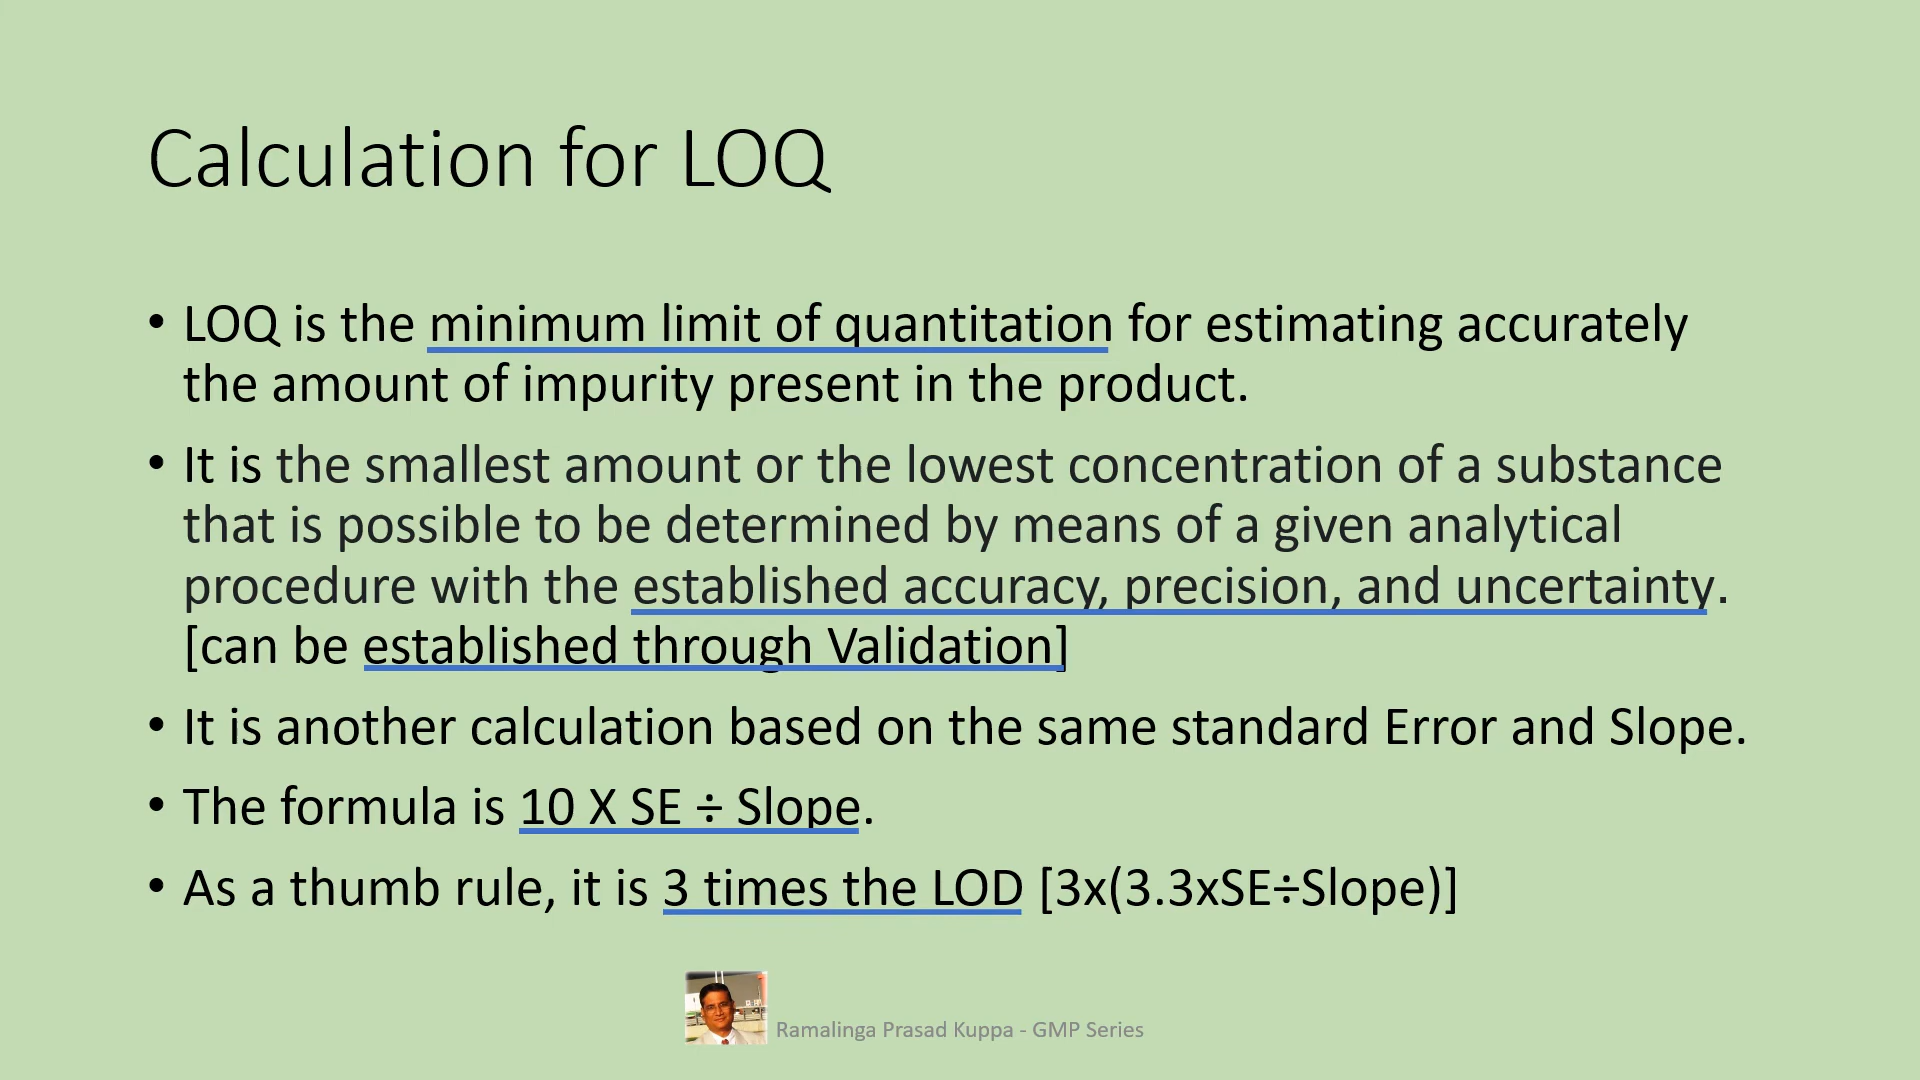 Calculation for LOQ
• LOQ is the minimum limit of quantitation for estimating accurately
the amount of impurity present in the product.
• It is the smallest amount or the lowest concentration of a substance
that is possible to be determined by means of a given analytical
procedure with the established accuracy, precision, and uncertainty.
[can be established through Validation]
• It is another calculation based on the same standard Error and Slope.
• The formula is 10 X SE ÷ Slope.
• As a thumb rule, it is 3 times the LOD [3x(3.3xSE÷Slope)]
Ramalinga Prasad Kuppa - GMP Series